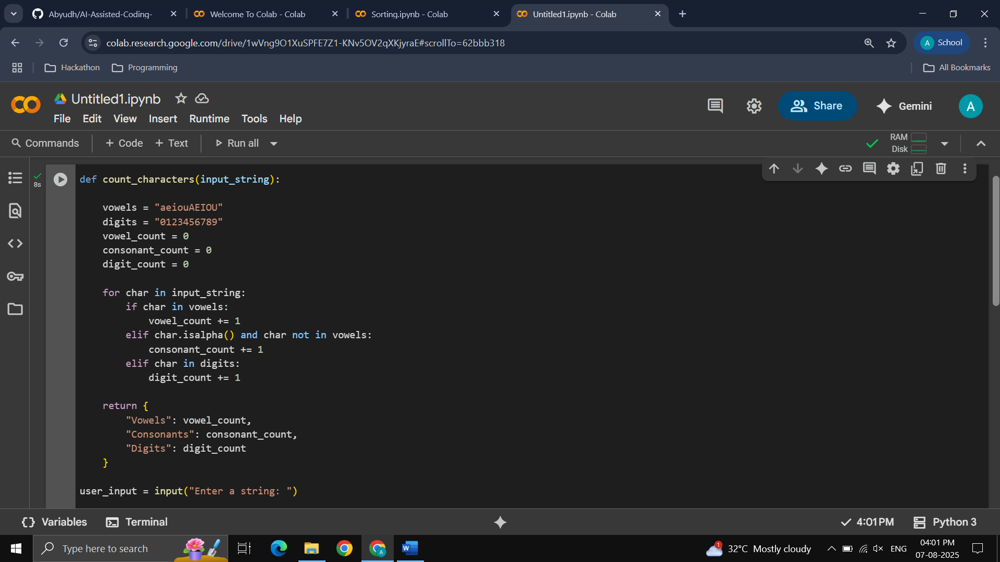 Abyudh/AI-Assisted-Coding-
Welcome To Colab - Colab
Sorting.ipynb - Colab
Untitled1.ipynb - Colab
colab.research.google.com/drive/1wVng9O1XuSPFE7Z1-KNv5OV2qXKjyraE#scrollTo=62bbb318
A School
Hackathon
Programming
All Bookmarks
Untitled1.ipynb
Share
Gemini
A
File Edit View Insert Runtime Tools Help
Commands
+ Code + Text
Run all
RAM
Disk
8s
def count_characters(input_string):
vowels = "aeiouAEIOU"
digits = "0123456789"
vowel_count = 0
consonant_count = 0
digit_count = 0
for char in input_string:
if char in vowels:
vowel_count += 1
elif char.isalpha() and char not in vowels:
consonant_count += 1
elif char in digits:
digit_count += 1
return {
"Vowels": vowel_count,
"Consonants": consonant_count,
"Digits": digit_count
}
user_input = input("Enter a string: ")
{} Variables
Terminal
4:01 PM
Python 3
Type here to search
1
32°C Mostly cloudy
ENG
04:01 PM
07-08-2025